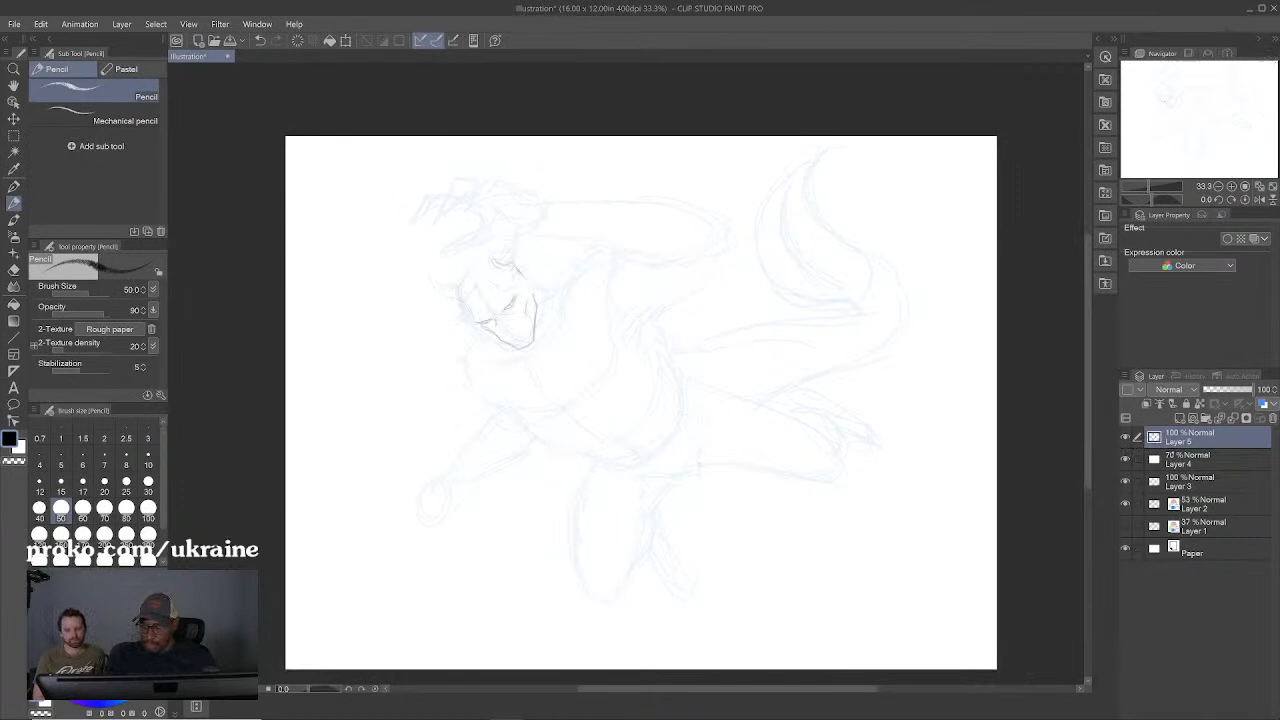 Illustration* (16.00 x 12.00in 400dpi 33.3%) - CLIP STUDIO PAINT PRO
File Edit Animation Layer Select View Filter Window Help
Sub Tool [Pencil]
Illustration*
Navigator
Pencil Pastel
Pencil
Mechanical pencil
Add sub tool
33.3
0.0
Layer Property
Effect
Tool property [Pencil]
Expression color
Pencil
Color
Brush Size 50.0
Opacity 90
2-Texture Rough paper
2-Texture density 20
Stabilization 5
Layer History Auto Action
Normal 100
Brush size [Pencil]
0.7 1 1.5 2 2.5 3
4 5 6 7 8 10
12 15 17 20 25 30
40 50 60 70 80 100
100 % Normal
Layer 5
70 % Normal
Layer 4
100 % Normal
Layer 3
53 % Normal
Layer 2
37 % Normal
Layer 1
Paper
proko.com/ukraine
0.0
0 0 0